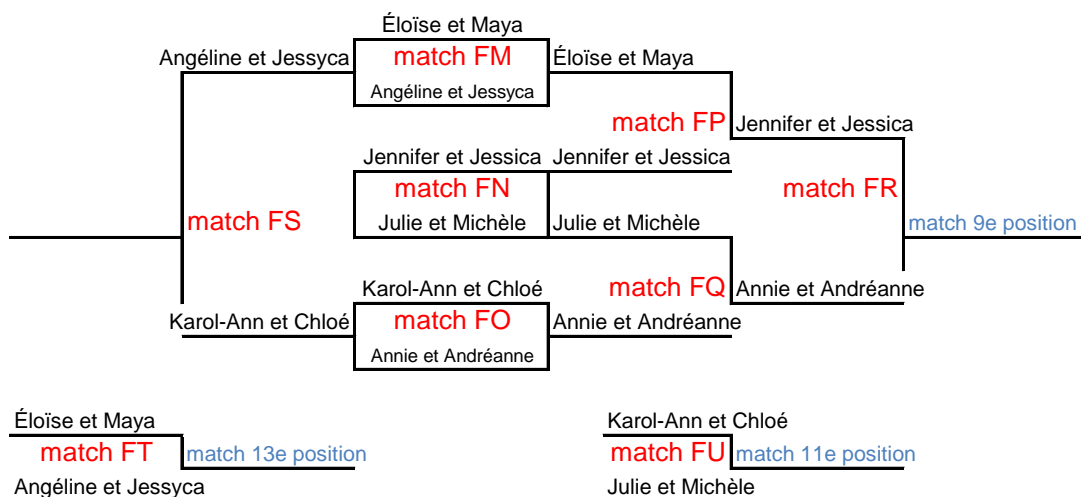 Éloïse et Maya
Angéline et Jessyca match FM Éloïse et Maya
Angéline et Jessyca
match FP Jennifer et Jessica
Jennifer et Jessica Jennifer et Jessica
match FN match FR
match FS Julie et Michèle Julie et Michèle match 9e position
Karol-Ann et Chloé match FQ Annie et Andréanne
Karol-Ann et Chloé match FO Annie et Andréanne
Annie et Andréanne
Éloïse et Maya Karol-Ann et Chloé
match FT match 13e position match FU match 11e position
Angéline et Jessyca Julie et Michèle